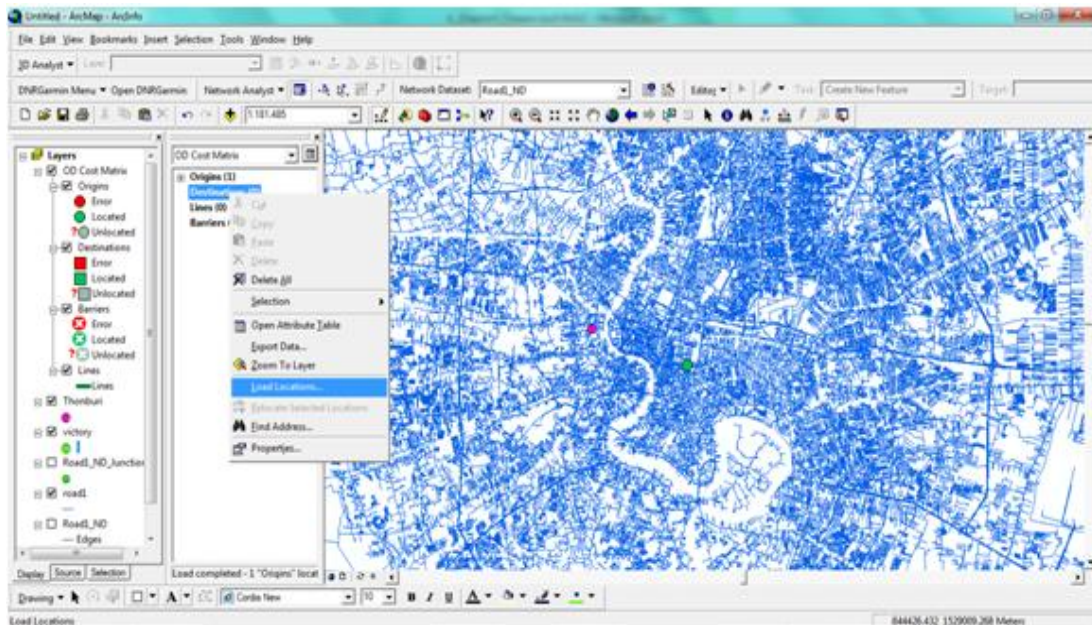 Untitled - ArcMap - ArcInfo
File Edit View Bookmarks Insert Selection Tools Window Help
3D Analyst Layer
DNRGarmin Menu Open DNRGarmin Network Analyst Network Dataset: Road1_ND Editor Task Create New Feature Target:
1:181,485
Layers
OD Cost Matrix
Origins
Error
Located
Unlocated
Destinations
Error
Located
Unlocated
Barriers
Error
Located
Unlocated
Lines
Lines
Thonburi
victory
Road1_ND_Junction
road1
Road1_ND
Edges
Display Source Selection
OD Cost Matrix
Origins (1)
Lines (0)
Barriers
Load completed - 1 "Origins" locat
Cut
Copy
Paste
Delete
Delete All
Selection
Open Attribute Table
Export Data...
Zoom To Layer
Load Locations...
Relocate Selected Locations
Find Address...
Properties...
Drawing A Cordia New 10 B I U A
Load Locations
844426.432 1529009.268 Meters